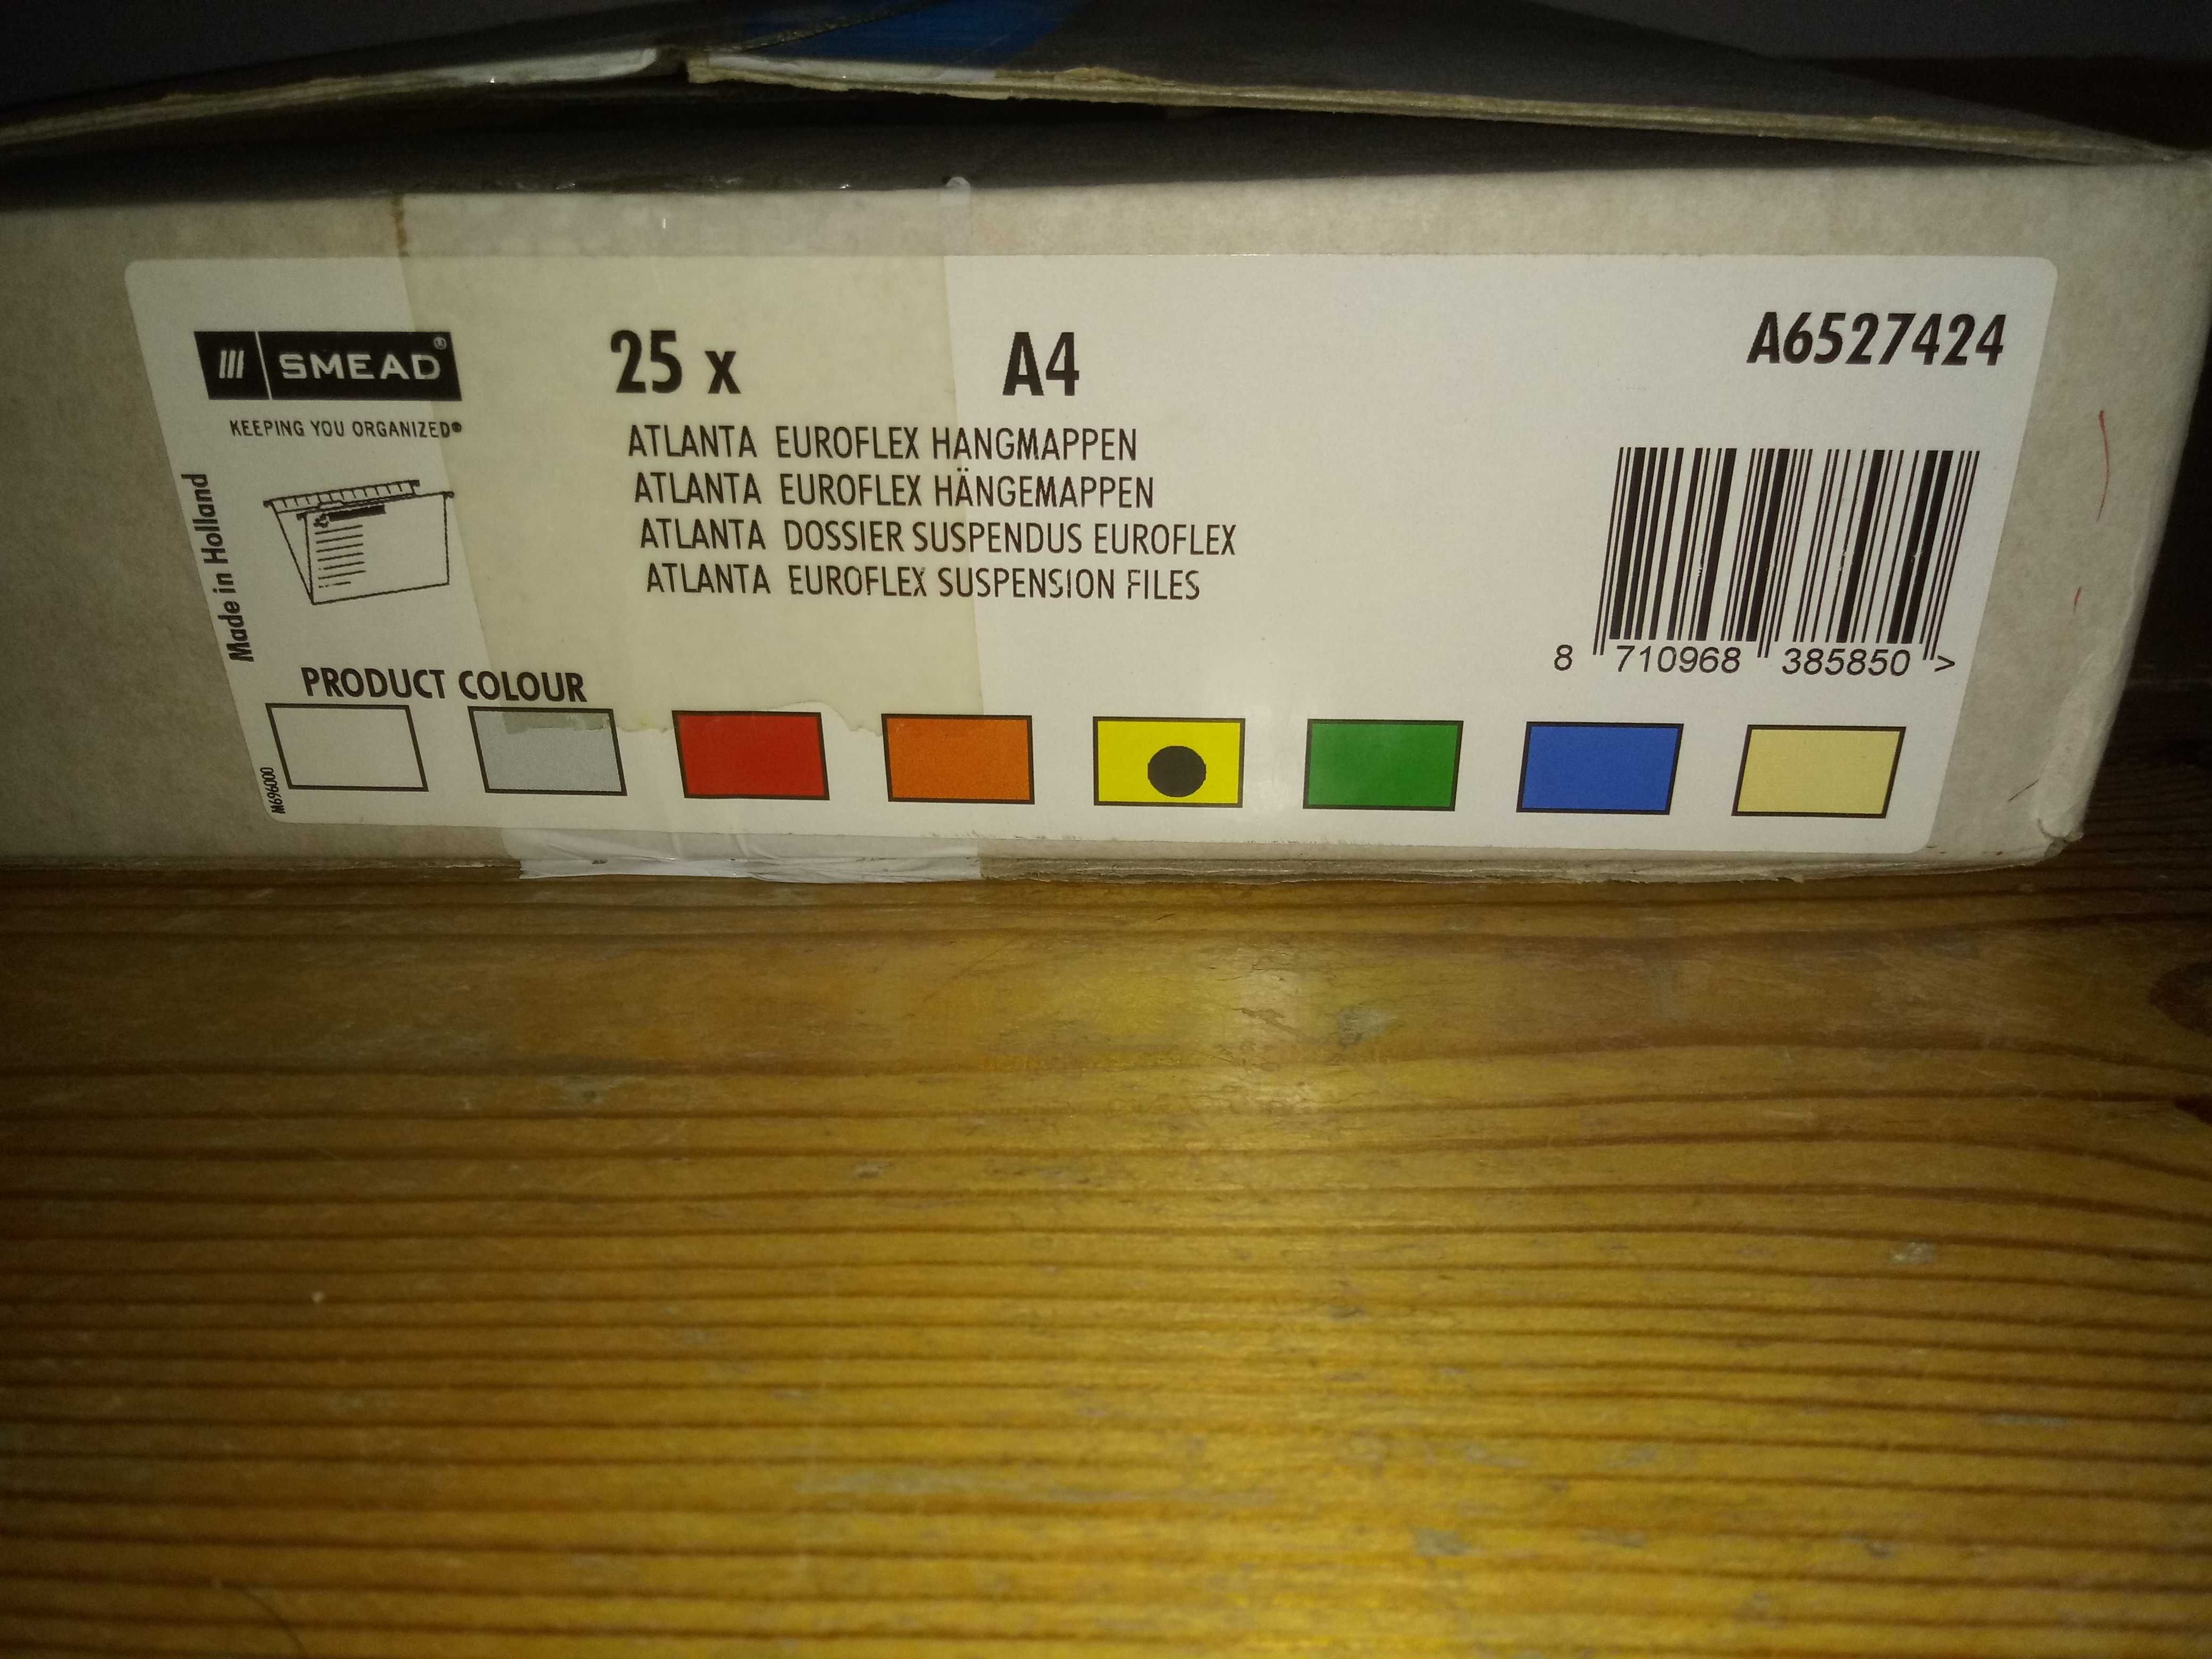 SMEAD®
KEEPING YOU ORGANIZED®
25 x A4
A6527424
ATLANTA EUROFLEX HANGMAPPEN
ATLANTA EUROFLEX HÄNGEMAPPEN
ATLANTA DOSSIER SUSPENDUS EUROFLEX
ATLANTA EUROFLEX SUSPENSION FILES
Made in Holland
8 710968 385850 >
PRODUCT COLOUR
M696000